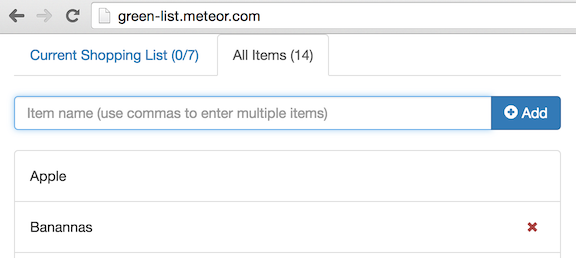 green-list.meteor.com
Current Shopping List (0/7) All Items (14)
Item name (use commas to enter multiple items) Add
Apple
Banannas